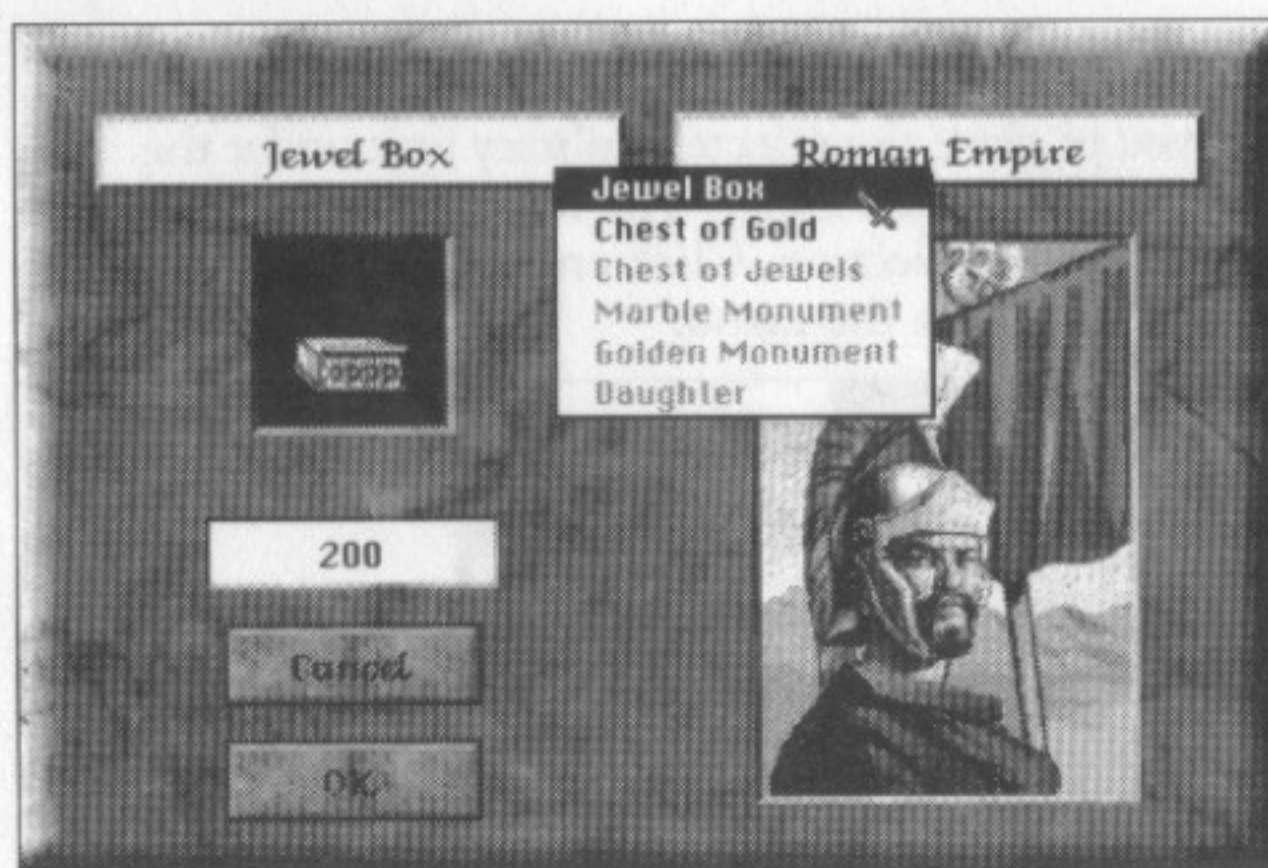 Jewel Box
Roman Empire
Jewel Box
Chest of Gold
Chest of Jewels
Marble Monument
Golden Monument
Daughter
200
Cancel
OK